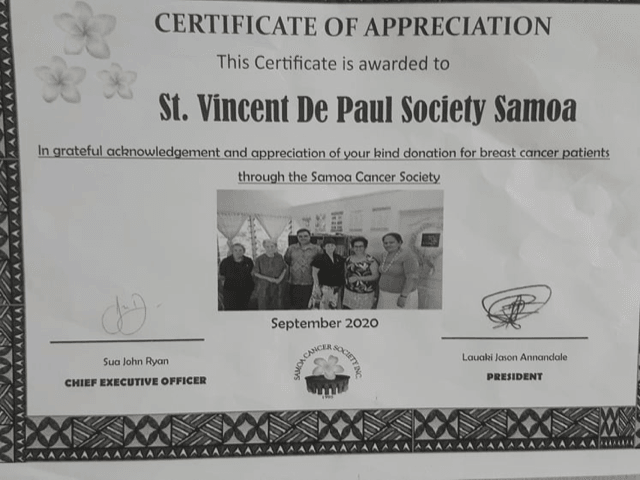 CERTIFICATE OF APPRECIATION
This Certificate is awarded to
St. Vincent De Paul Society Samoa
In grateful acknowledgement and appreciation of your kind donation for breast cancer patients
through the Samoa Cancer Society
September 2020
Sua John Ryan
CHIEF EXECUTIVE OFFICER
SAMOA CANCER SOCIETY INC.
Lauaki Jason Annandale
PRESIDENT